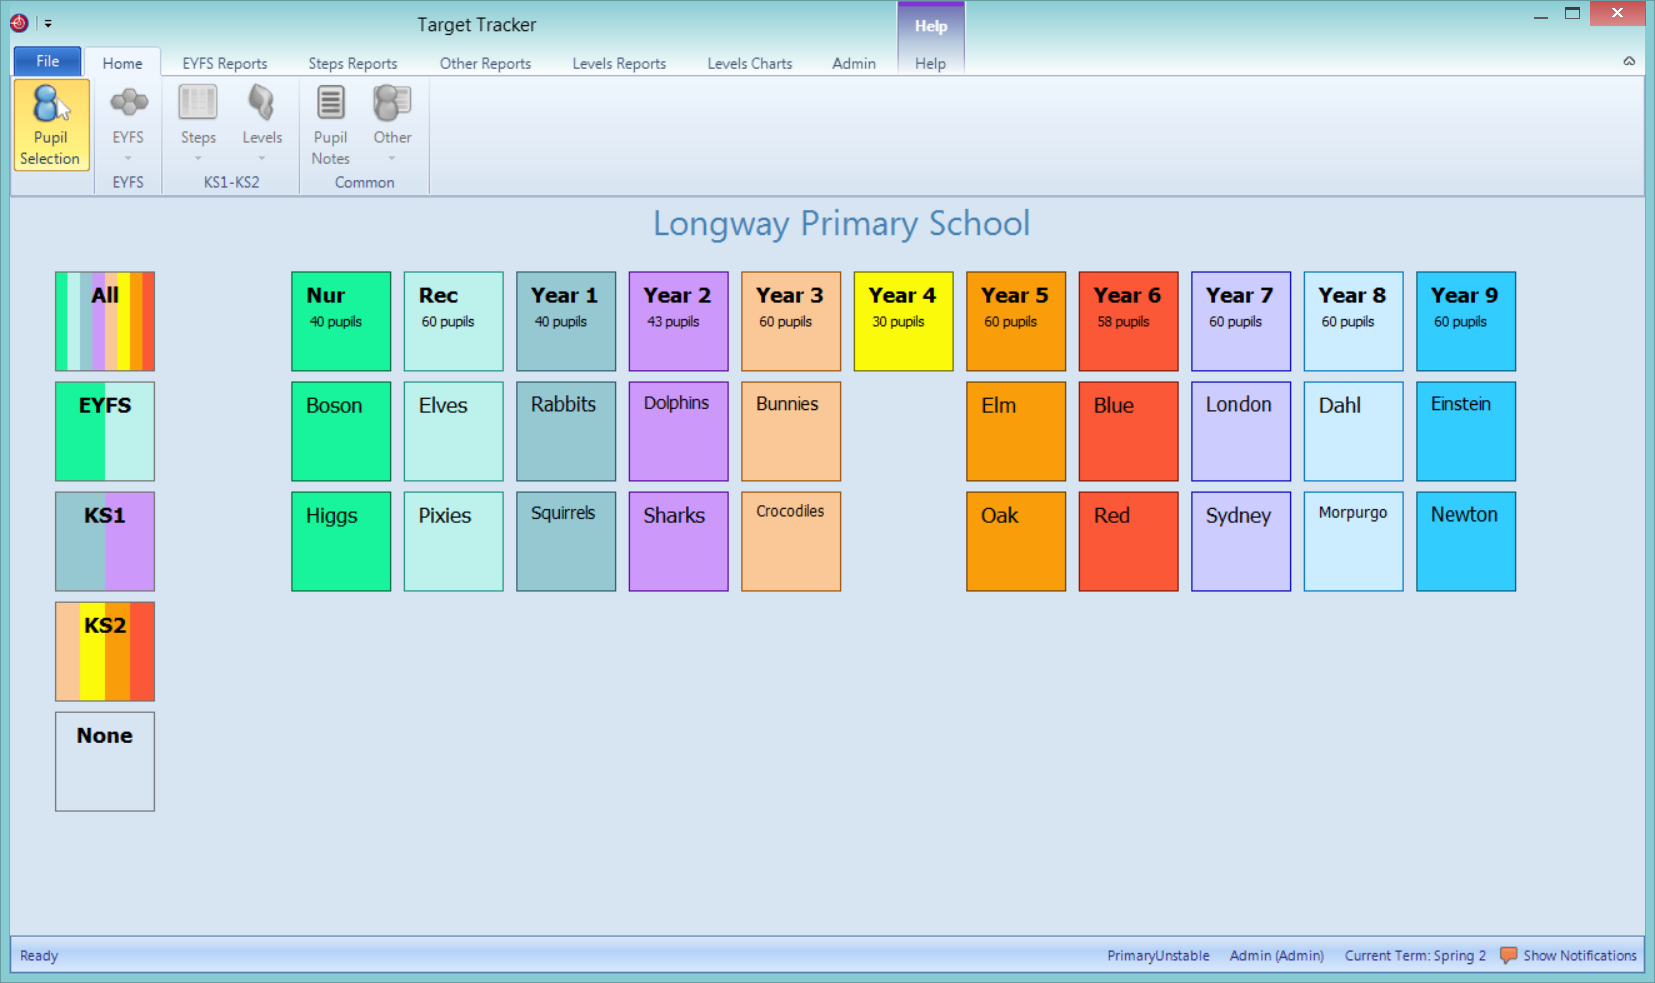 Target Tracker
Help
File Home EYFS Reports Steps Reports Other Reports Levels Reports Levels Charts Admin Help
Pupil Selection
EYFS
Steps
Levels
Pupil Notes
Other
EYFS KS1-KS2 Common
Longway Primary School
All Nur Rec Year 1 Year 2 Year 3 Year 4 Year 5 Year 6 Year 7 Year 8 Year 9
40 pupils 60 pupils 40 pupils 43 pupils 60 pupils 30 pupils 60 pupils 58 pupils 60 pupils 60 pupils 60 pupils
EYFS Boson Elves Rabbits Dolphins Bunnies Elm Blue London Dahl Einstein
KS1 Higgs Pixies Squirrels Sharks Crocodiles Oak Red Sydney Morpurgo Newton
KS2
None
Ready PrimaryUnstable Admin (Admin) Current Term: Spring 2 Show Notifications